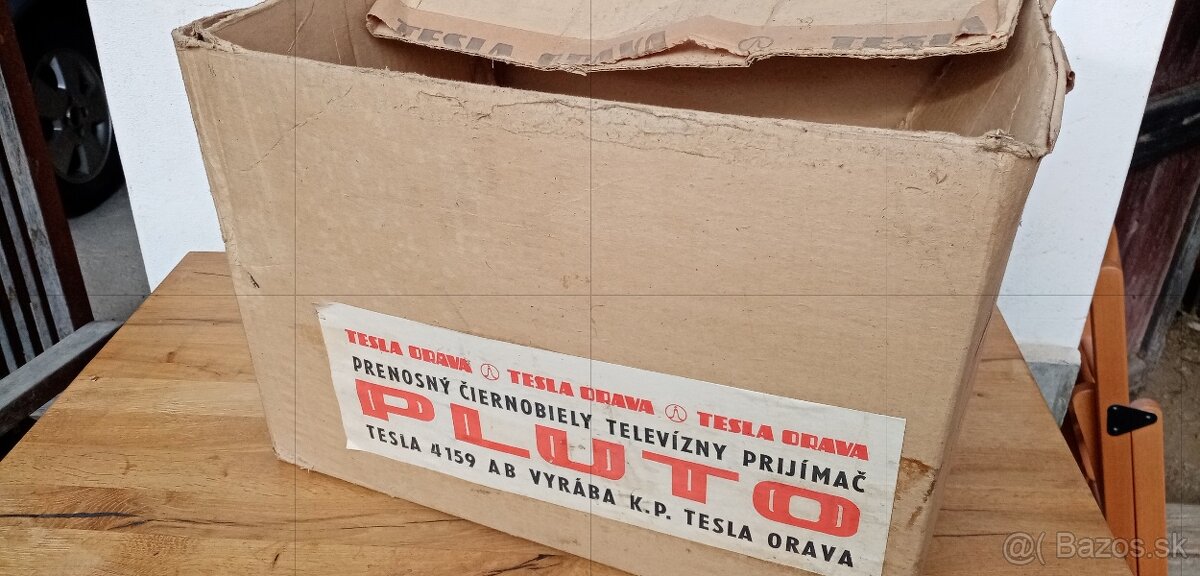 TESLA ORAVA TESLA
TESLA ORAVA TESLA ORAVA TESLA ORAVA
PRENOSNÝ ČIERNOBIELY TELEVÍZNY PRIJÍMAČ
PLUTO
TESLA 4159 AB VYRÁBA K.P. TESLA ORAVA
@( Bazos.sk